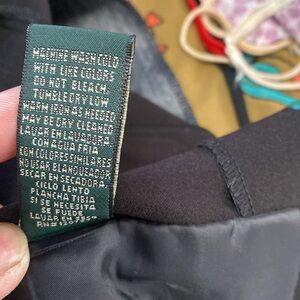 MACHINE WASH COLD
WITH LIKE COLORS
DO NOT BLEACH.
TUMBLE DRY LOW
WARM IRON AS NEEDED
MAY BE DRY CLEANED
LAVAR EN LAVADORA
CON AGUA FRIA
CON COLORES SIMILARES
NO USAR BLANQUEADOR
SECAR EN SECADORA
CICLO LENTO
PLANCHA TIBIA
SI SE NECESITA
SE PUEDE
LAVAR EN
RN#